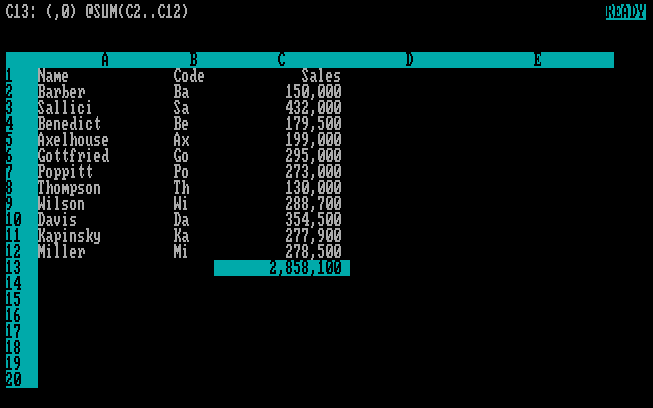 C13: (,0) @SUM(C2..C12) READY
A B C D E
1 Name Code Sales
2 Barber Ba 150,000
3 Sallici Sa 432,000
4 Benedict Be 179,500
5 Axelhouse Ax 199,000
6 Gottfried Go 295,000
7 Poppitt Po 273,000
8 Thompson Th 130,000
9 Wilson Wi 288,700
10 Davis Da 354,500
11 Kapinsky Ka 277,900
12 Miller Mi 278,500
13 2,858,100
14
15
16
17
18
19
20